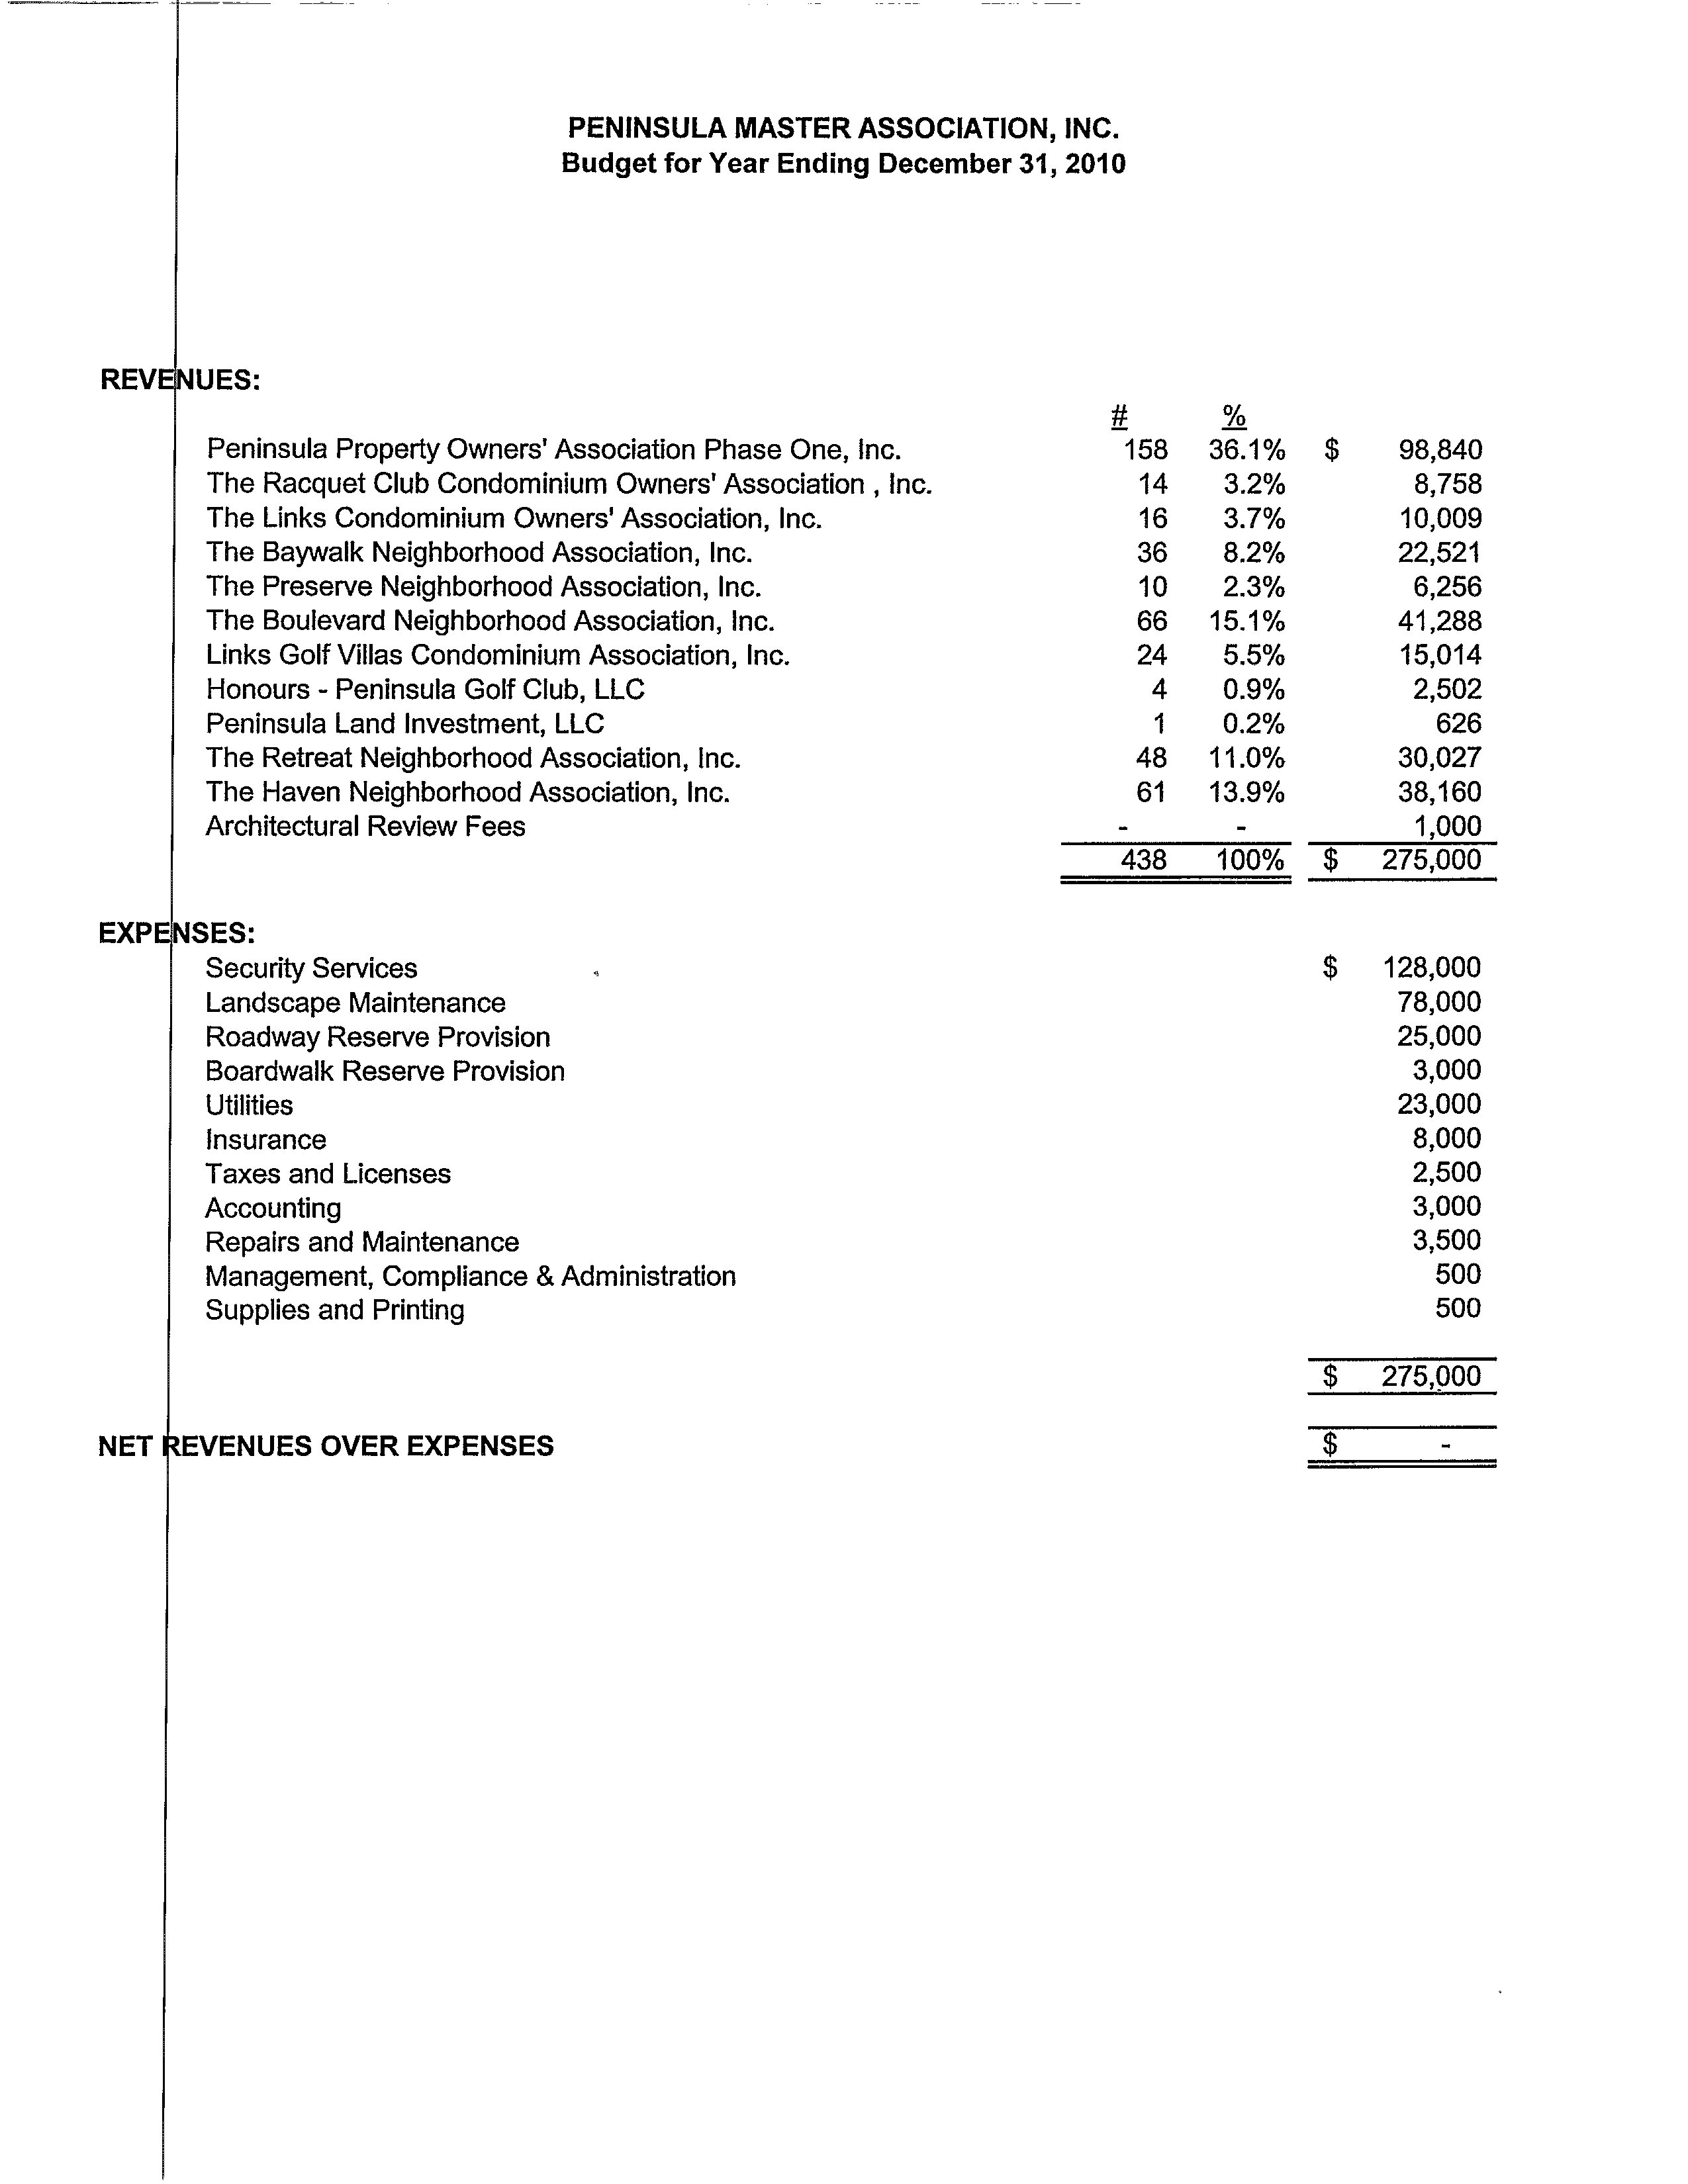 PENINSULA MASTER ASSOCIATION, INC.
Budget for Year Ending December 31, 2010
REVENUES:
# %
Peninsula Property Owners' Association Phase One, Inc. 158 36.1% $ 98,840
The Racquet Club Condominium Owners' Association , Inc. 14 3.2% 8,758
The Links Condominium Owners' Association, Inc. 16 3.7% 10,009
The Baywalk Neighborhood Association, Inc. 36 8.2% 22,521
The Preserve Neighborhood Association, Inc. 10 2.3% 6,256
The Boulevard Neighborhood Association, Inc. 66 15.1% 41,288
Links Golf Villas Condominium Association, Inc. 24 5.5% 15,014
Honours - Peninsula Golf Club, LLC 4 0.9% 2,502
Peninsula Land Investment, LLC 1 0.2% 626
The Retreat Neighborhood Association, Inc. 48 11.0% 30,027
The Haven Neighborhood Association, Inc. 61 13.9% 38,160
Architectural Review Fees - - 1,000
438 100% $ 275,000
EXPENSES:
Security Services $ 128,000
Landscape Maintenance 78,000
Roadway Reserve Provision 25,000
Boardwalk Reserve Provision 3,000
Utilities 23,000
Insurance 8,000
Taxes and Licenses 2,500
Accounting 3,000
Repairs and Maintenance 3,500
Management, Compliance & Administration 500
Supplies and Printing 500
$ 275,000
NET REVENUES OVER EXPENSES $ -